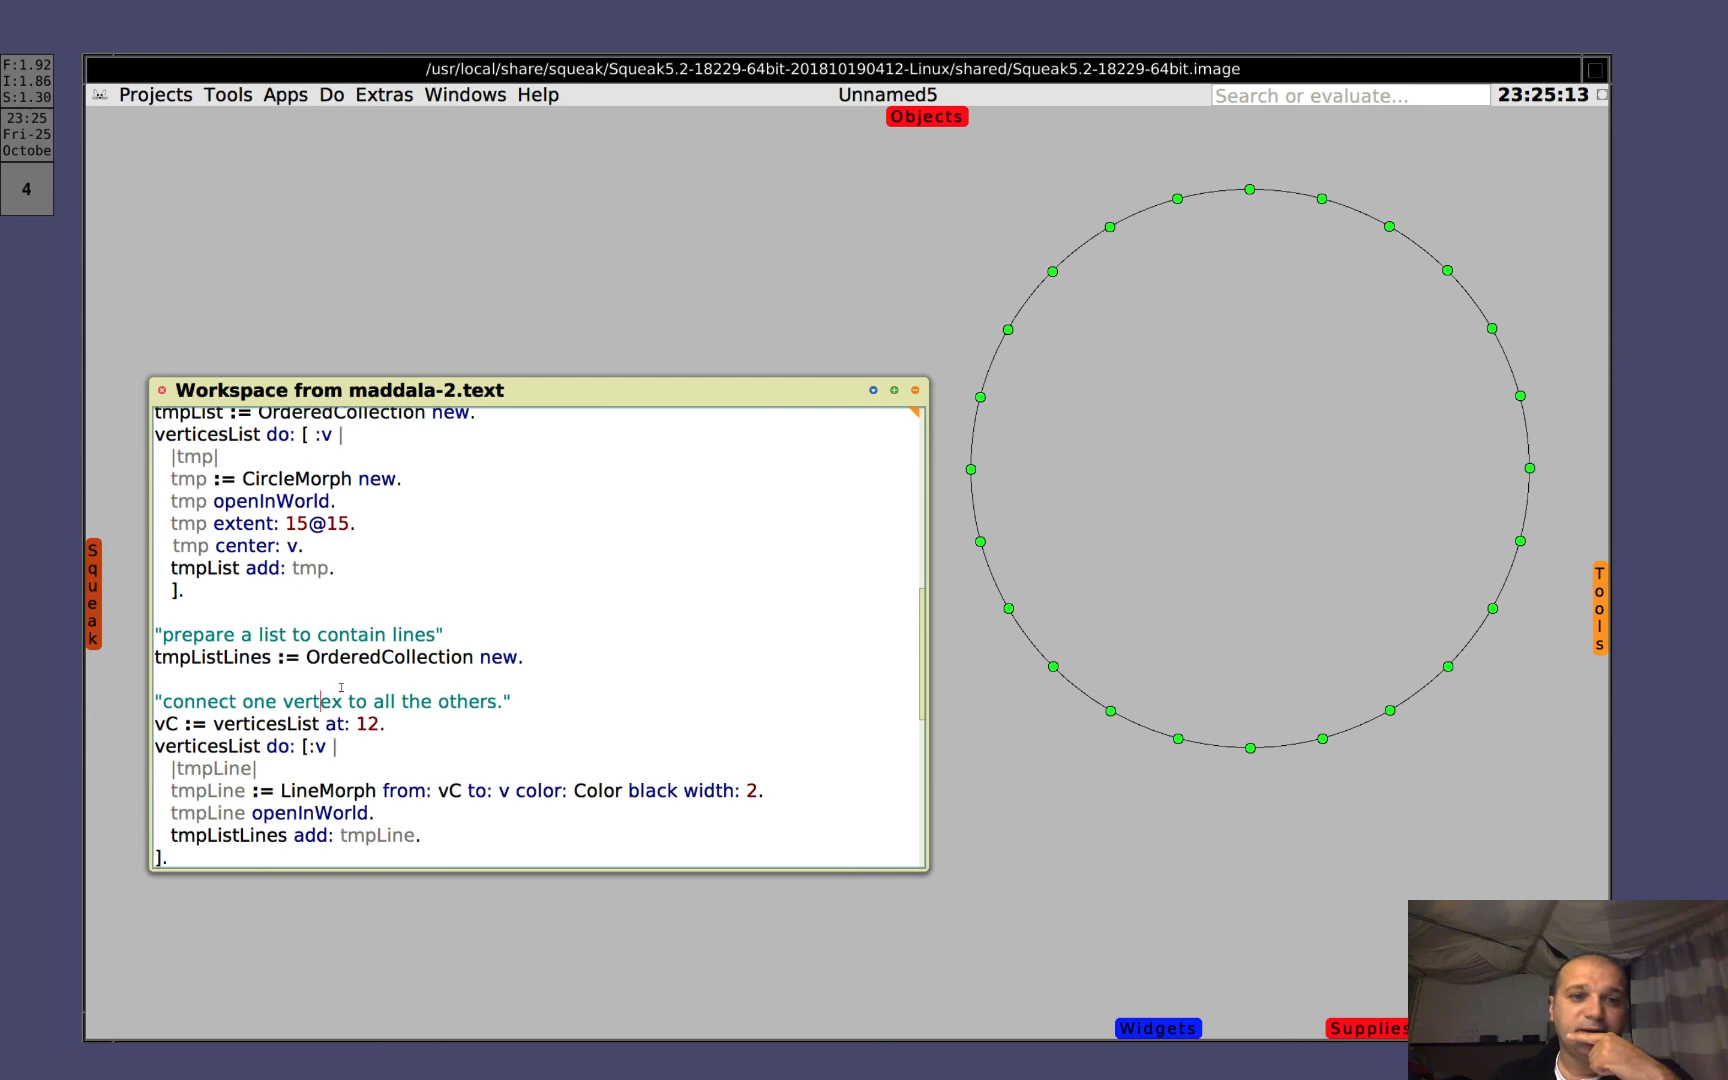 F:1.92
I:1.86
S:1.30
23:25
Fri-25
Octobe
4
/usr/local/share/squeak/Squeak5.2-18229-64bit-201810190412-Linux/shared/Squeak5.2-18229-64bit.image
Projects Tools Apps Do Extras Windows Help Unnamed5 Search or evaluate... 23:25:13
Objects
Squeak
Workspace from maddala-2.text
tmpList := OrderedCollection new.
verticesList do: [ :v |
|tmp|
tmp := CircleMorph new.
tmp openInWorld.
tmp extent: 15@15.
tmp center: v.
tmpList add: tmp.
].
"prepare a list to contain lines"
tmpListLines := OrderedCollection new.
"connect one vertex to all the others."
vC := verticesList at: 12.
verticesList do: [:v |
|tmpLine|
tmpLine := LineMorph from: vC to: v color: Color black width: 2.
tmpLine openInWorld.
tmpListLines add: tmpLine.
].
Tools
Widgets
Supplies